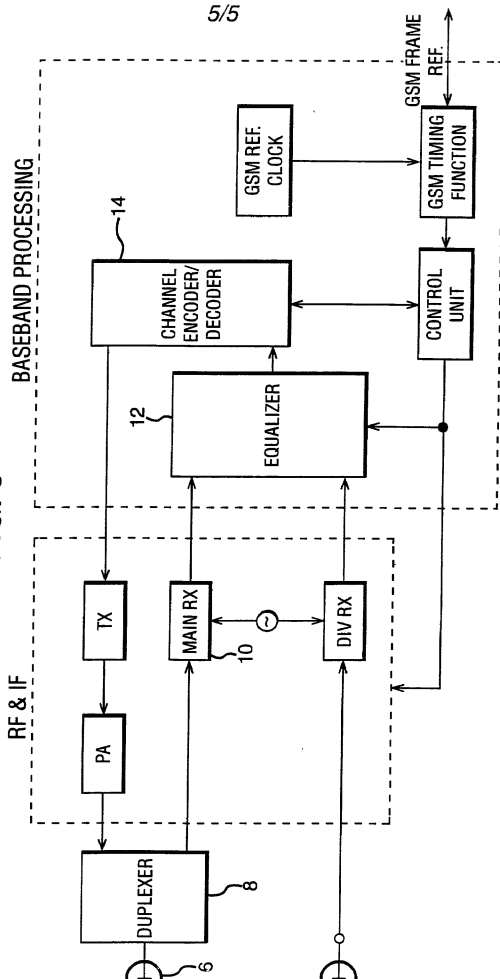 5/5
BASEBAND PROCESSING
GSM REF.
CLOCK
GSM FRAME
REF.
GSM TIMING
FUNCTION
14
CHANNEL
ENCODER/
DECODER
CONTROL
UNIT
12
EQUALIZER
RF & IF
TX
MAIN RX
10
~
DIV RX
PA
DUPLEXER
8
6